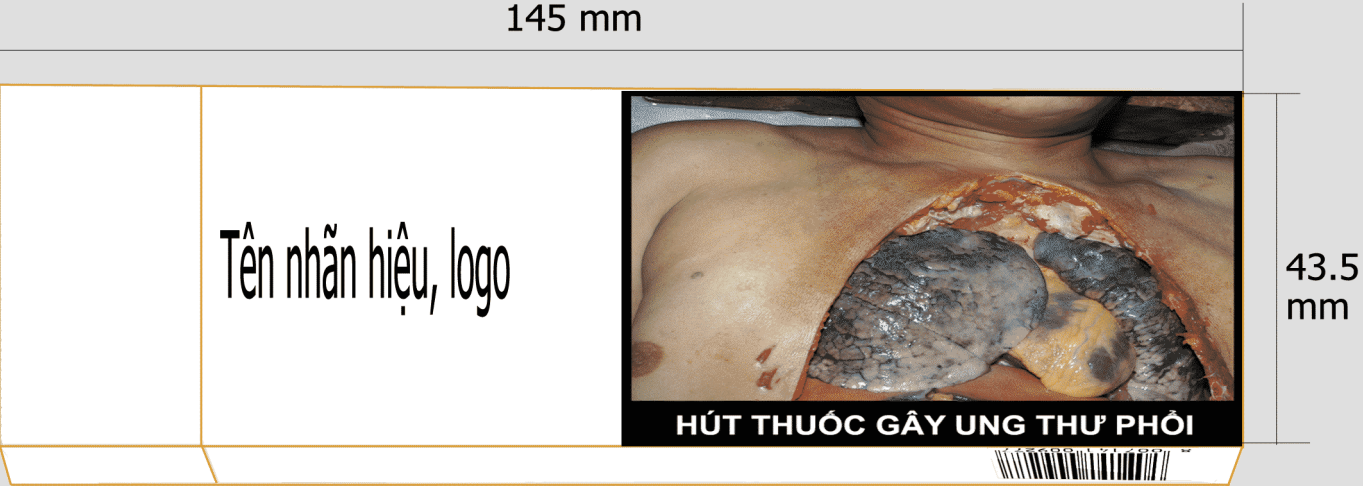 145 mm
Tên nhãn hiệu, logo
43.5
mm
HÚT THUỐC GÂY UNG THƯ PHỔI